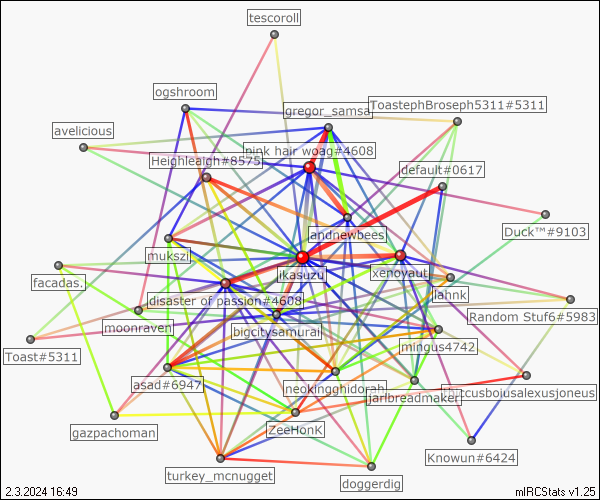 tescoroll
ogshroom
gregor_samsa
ToastephBroseph5311#5311
avelicious
pink hair woag#4608
Heighleigh#8575
default#0617
andnewbees
Duck™#9103
mukszi
ikasuzu
xenoyaut
facadas.
disaster of passion#4608
lahnk
moonraven
bigcitysamurai
Random Stuf6#5983
Toast#5311
mingus4742
asad#6947
neokingghidorah
jarlbreadmaker
ccusboiusalexusjoneus
gazpachoman
ZeeHonK
Knowun#6424
turkey_mcnugget
doggerdig
2.3.2024 16:49
mIRCStats v1.25